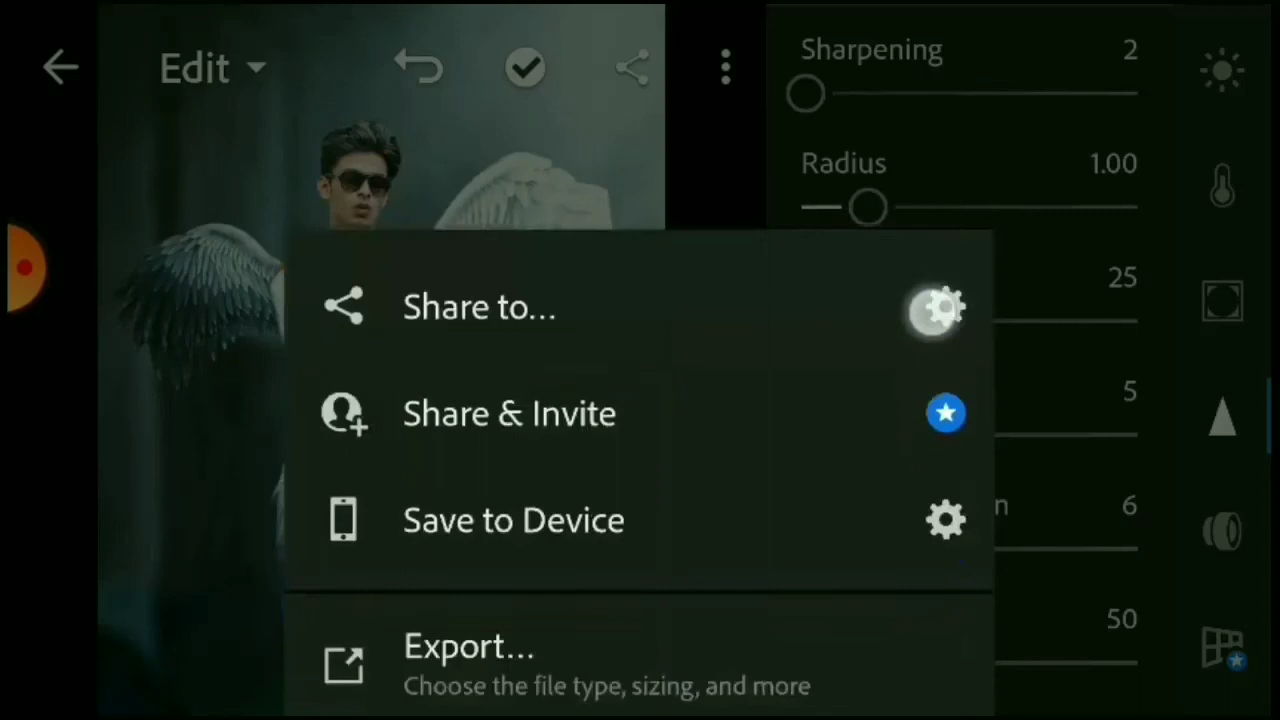 Edit
Sharpening 2
Radius 1.00
25
5
n 6
50
Share to...
Share & Invite
Save to Device
Export...
Choose the file type, sizing, and more